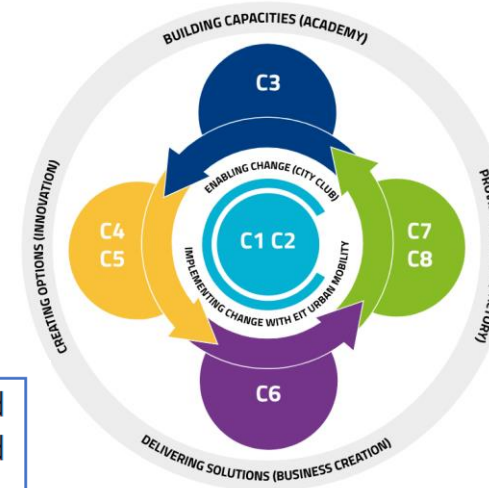 BUILDING CAPACITIES (ACADEMY)
C3
CREATING OPTIONS (INNOVATION)
ENABLING CHANGE (CITY CLUB)
C4
C5
C1 C2
C7
C8
IMPLEMENTING CHANGE WITH EIT URBAN MOBILITY
C6
DELIVERING SOLUTIONS (BUSINESS CREATION)